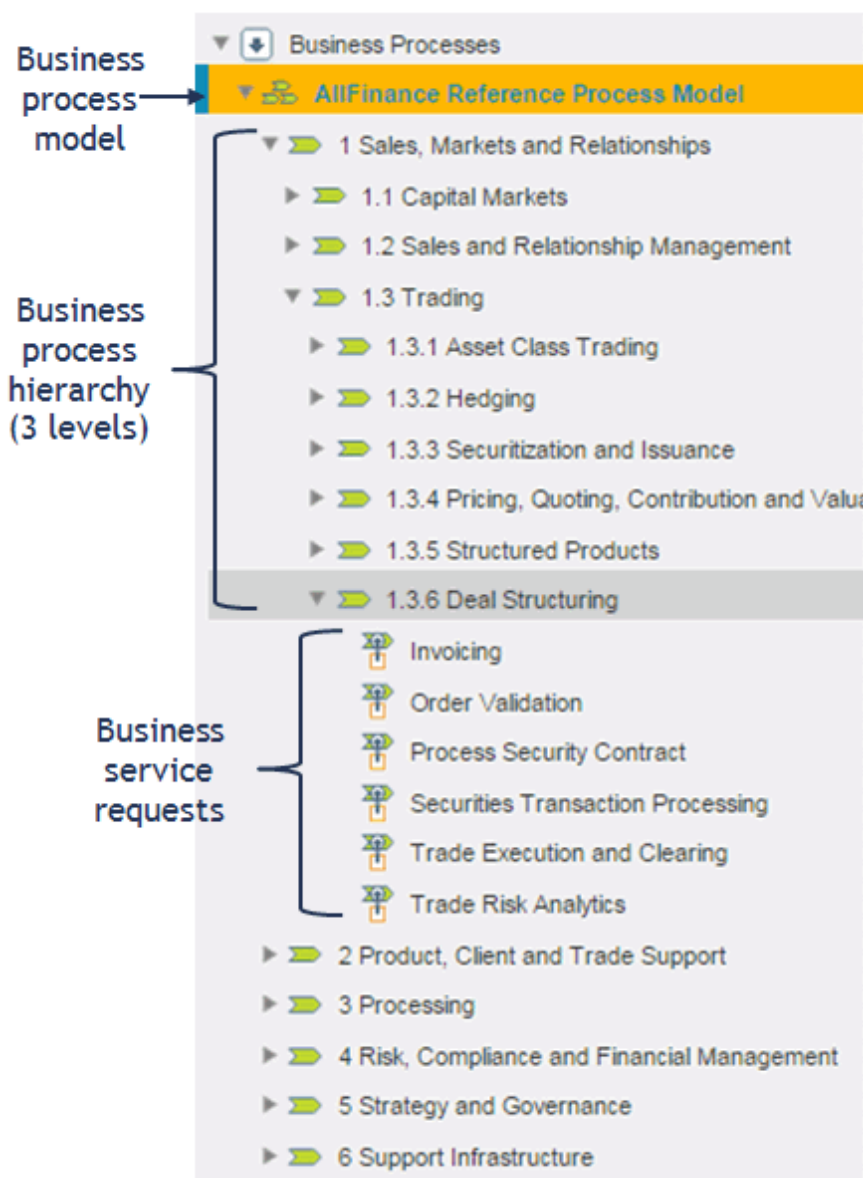 Business Processes
Business
process
model
AllFinance Reference Process Model
1 Sales, Markets and Relationships
1.1 Capital Markets
1.2 Sales and Relationship Management
Business
process
hierarchy
(3 levels)
1.3 Trading
1.3.1 Asset Class Trading
1.3.2 Hedging
1.3.3 Securitization and Issuance
1.3.4 Pricing, Quoting, Contribution and Valua
1.3.5 Structured Products
1.3.6 Deal Structuring
Business
service
requests
Invoicing
Order Validation
Process Security Contract
Securities Transaction Processing
Trade Execution and Clearing
Trade Risk Analytics
2 Product, Client and Trade Support
3 Processing
4 Risk, Compliance and Financial Management
5 Strategy and Governance
6 Support Infrastructure